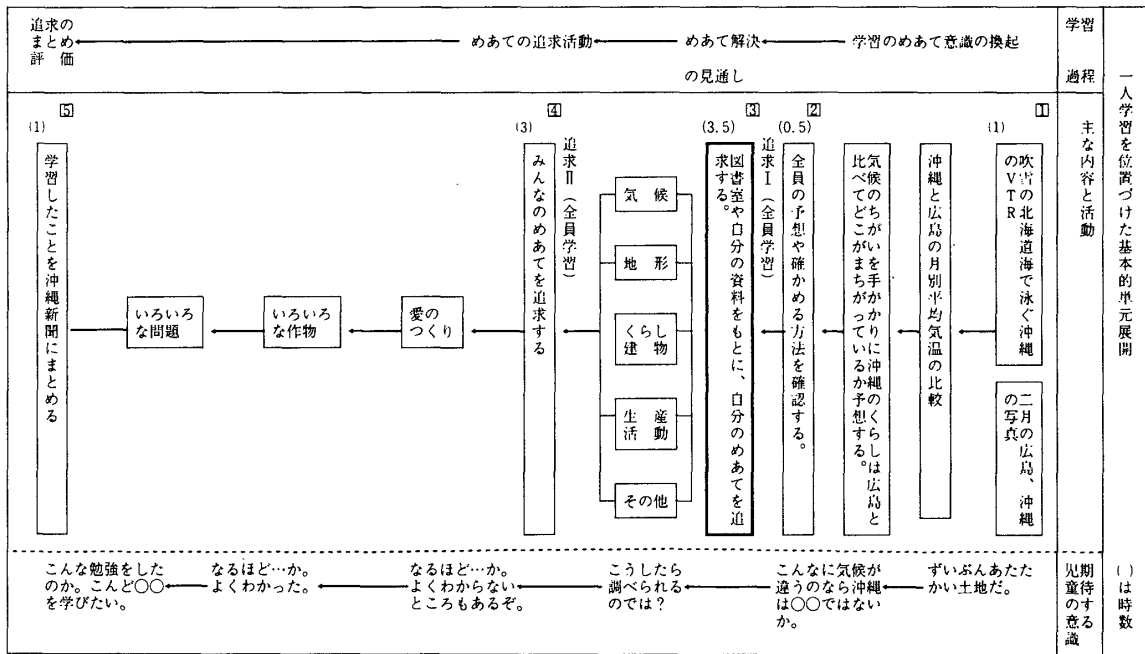 一人学習を位置づけた基本的単元展開
( )は時数
学習
過程
学習のめあて意識の換起
めあて解決
の見通し
めあての追求活動
追求の
まとめ
評価
主な内容と活動
1
(1)
吹雪の北海道海で泳ぐ沖縄
のVTR
二月の広島、沖縄
の写真
沖縄と広島の月別平均気温の比較
気候のちがいを手がかりに沖縄のくらしは広島と
比べてどこがまちがっているか予想する。
2
(0.5)
全員の予想や確かめる方法を確認する。
3
追求Ⅰ(全員学習)
(3.5)
図書室や自分の資料をもとに、自分のめあてを追
求する。
気候
地形
くらし
建物
生産
活動
その他
4
追求Ⅱ(全員学習)
(3)
みんなのめあてを追求する
愛の
つくり
いろいろ
な作物
いろいろ
な問題
5
(1)
学習したことを沖縄新聞にまとめる
期待する
児童の意識
ずいぶんあたた
かい土地だ。
こんなに気候が
違うのなら沖縄
は〇〇ではない
か。
こうしたら
調べられる
のでは?
なるほど…か。
よくわからない
ところもあるぞ。
なるほど…か。
よくわかった。
こんな勉強をした
のか。こんど〇〇
を学びたい。